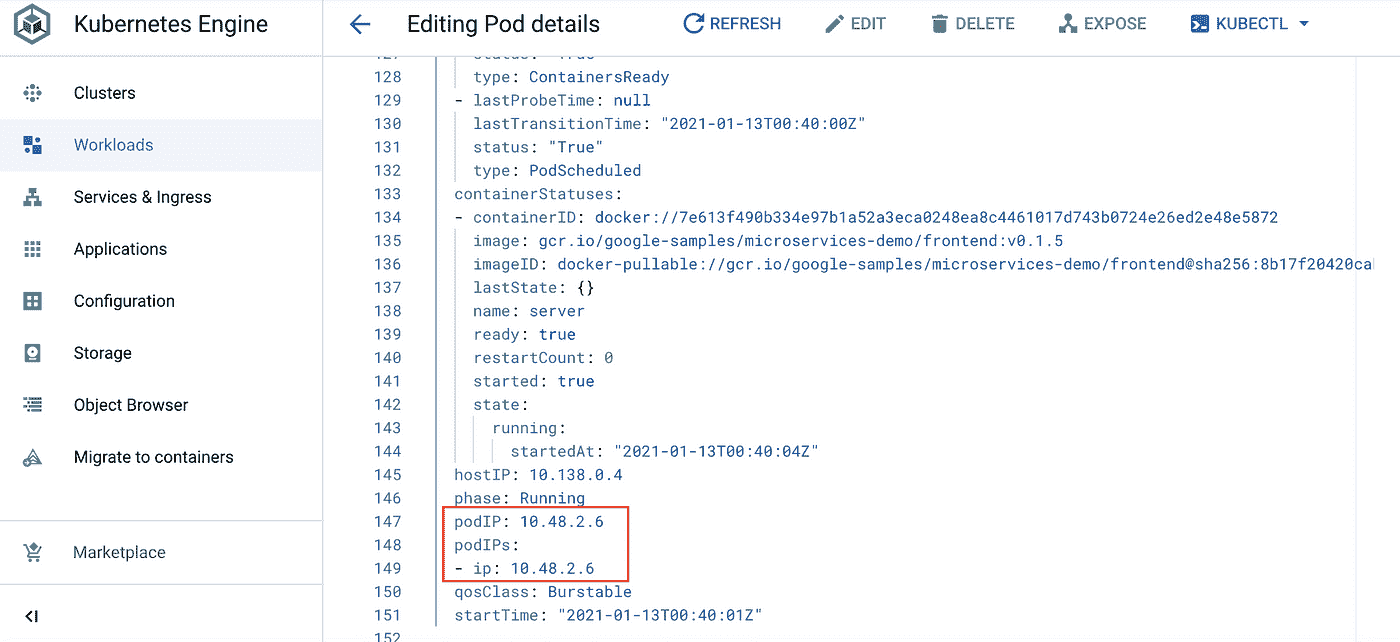 Kubernetes Engine
Editing Pod details
REFRESH
EDIT
DELETE
EXPOSE
KUBECTL
Clusters
Workloads
Services & Ingress
Applications
Configuration
Storage
Object Browser
Migrate to containers
Marketplace
127 status: "True"
128 type: ContainersReady
129 - lastProbeTime: null
130 lastTransitionTime: "2021-01-13T00:40:00Z"
131 status: "True"
132 type: PodScheduled
133 containerStatuses:
134 - containerID: docker://7e613f490b334e97b1a52a3eca0248ea8c4461017d743b0724e26ed2e48e5872
135 image: gcr.io/google-samples/microservices-demo/frontend:v0.1.5
136 imageID: docker-pullable://gcr.io/google-samples/microservices-demo/frontend@sha256:8b17f20420ca
137 lastState: {}
138 name: server
139 ready: true
140 restartCount: 0
141 started: true
142 state:
143 running:
144 startedAt: "2021-01-13T00:40:04Z"
145 hostIP: 10.138.0.4
146 phase: Running
147 podIP: 10.48.2.6
148 podIPs:
149 - ip: 10.48.2.6
150 qosClass: Burstable
151 startTime: "2021-01-13T00:40:01Z"
152